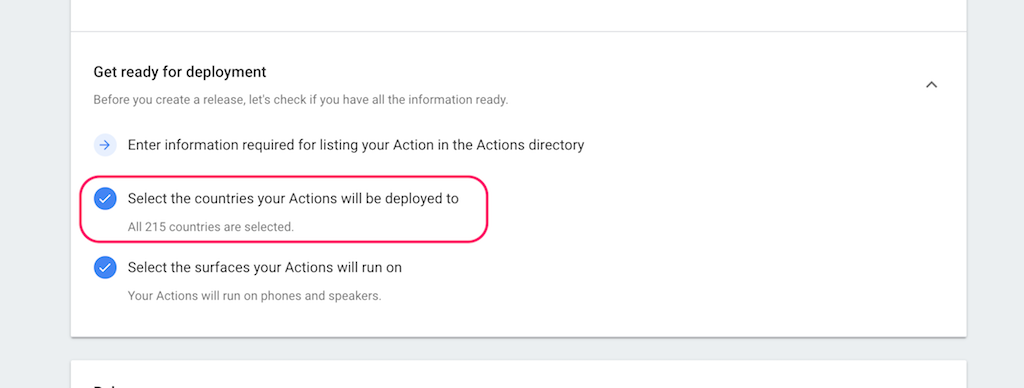 Get ready for deployment
Before you create a release, let's check if you have all the information ready.
Enter information required for listing your Action in the Actions directory
Select the countries your Actions will be deployed to
All 215 countries are selected.
Select the surfaces your Actions will run on
Your Actions will run on phones and speakers.